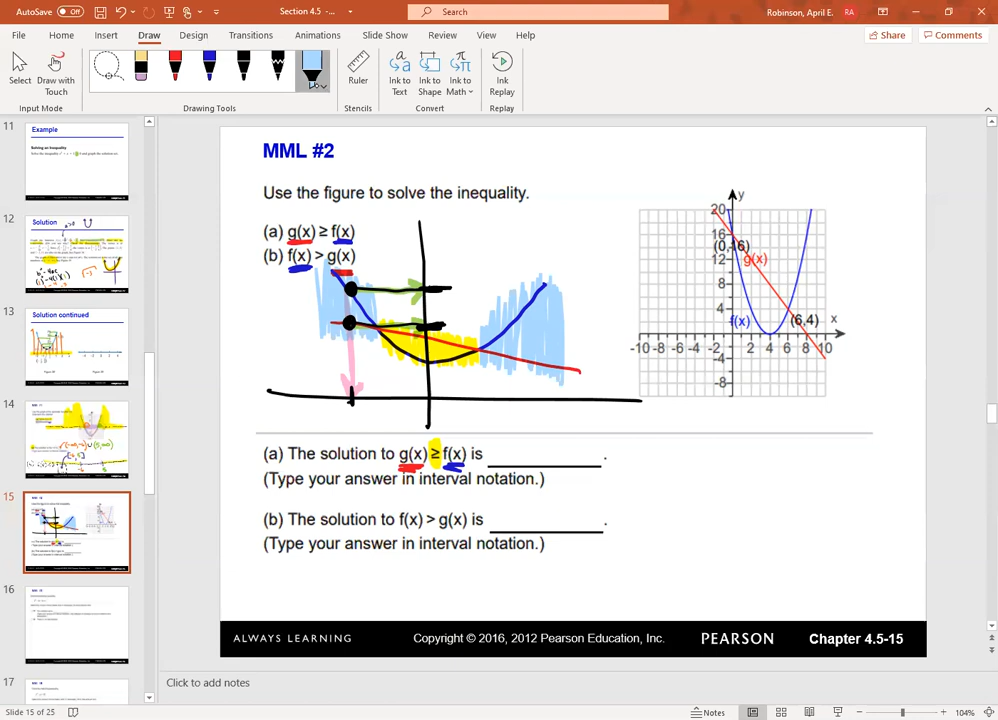 AutoSave Off
Section 4.5 -...
Search
Robinson, April E.
RA
File Home Insert Draw Design Transitions Animations Slide Show Review View Help
Share
Comments
Select
Draw with Touch
Ruler
Ink to Text
Ink to Shape
Ink to Math
Ink Replay
Input Mode
Drawing Tools
Stencils
Convert
Replay
11
Example
Solving an Inequality
12
Solution
13
Solution continued
14
15
16
17
MML #2
Use the figure to solve the inequality.
(a) g(x) ≥ f(x)
(b) f(x) > g(x)
y
20
(0,16)
12
g(x)
8
4
f(x)
(6,4)
x
-10 -8 -6 -4 -2 2 4 6 8 10
-4
-8
(a) The solution to g(x) ≥ f(x) is ____________.
(Type your answer in interval notation.)
(b) The solution to f(x) > g(x) is ____________.
(Type your answer in interval notation.)
ALWAYS LEARNING
Copyright © 2016, 2012 Pearson Education, Inc.
PEARSON
Chapter 4.5-15
Click to add notes
Slide 15 of 25
Notes
104%